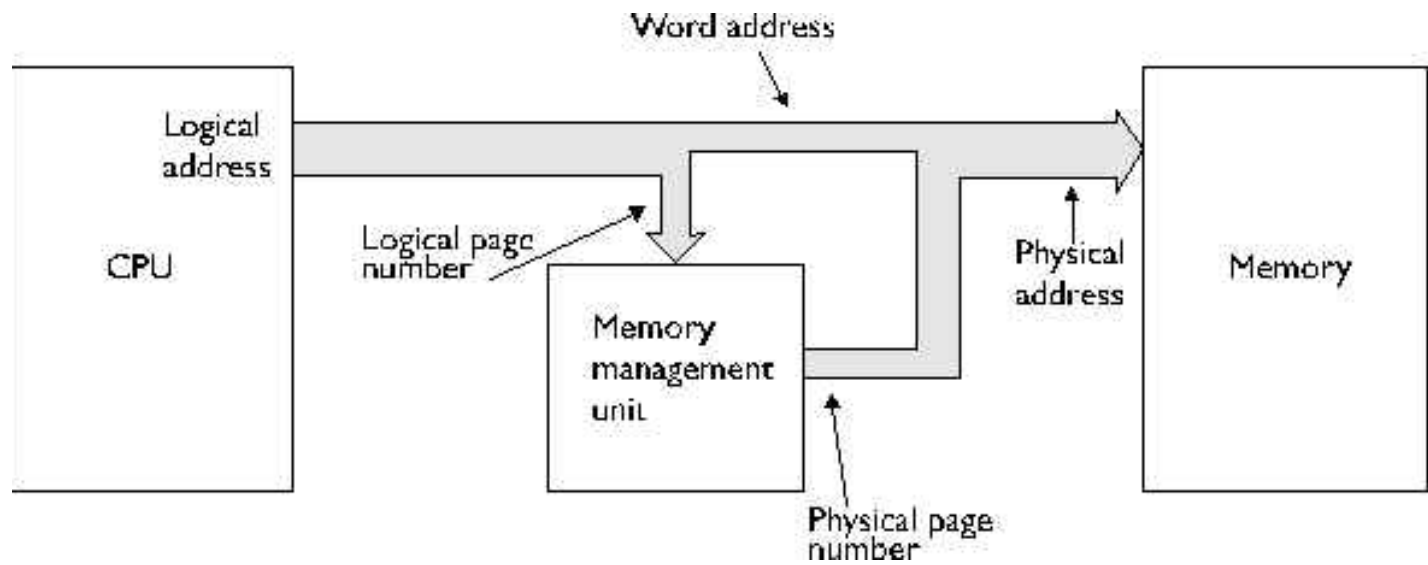 Word address
Logical
address
Logical page
number
CPU
Physical
address
Memory
Memory
management
unit
Physical page
number